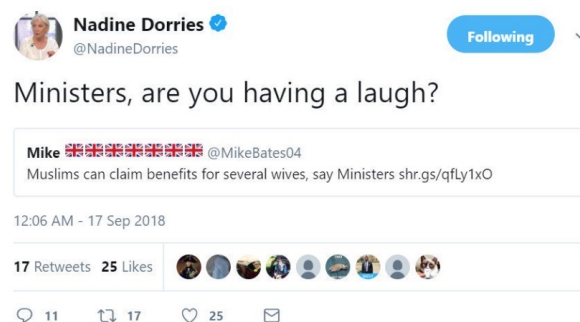 Nadine Dorries
@NadineDorries
Following
Ministers, are you having a laugh?
Mike 🇬🇧🇬🇧🇬🇧🇬🇧🇬🇧🇬🇧🇬🇧 @MikeBates04
Muslims can claim benefits for several wives, say Ministers shr.gs/qfLy1xO
12:06 AM - 17 Sep 2018
17 Retweets 25 Likes
11 17 25